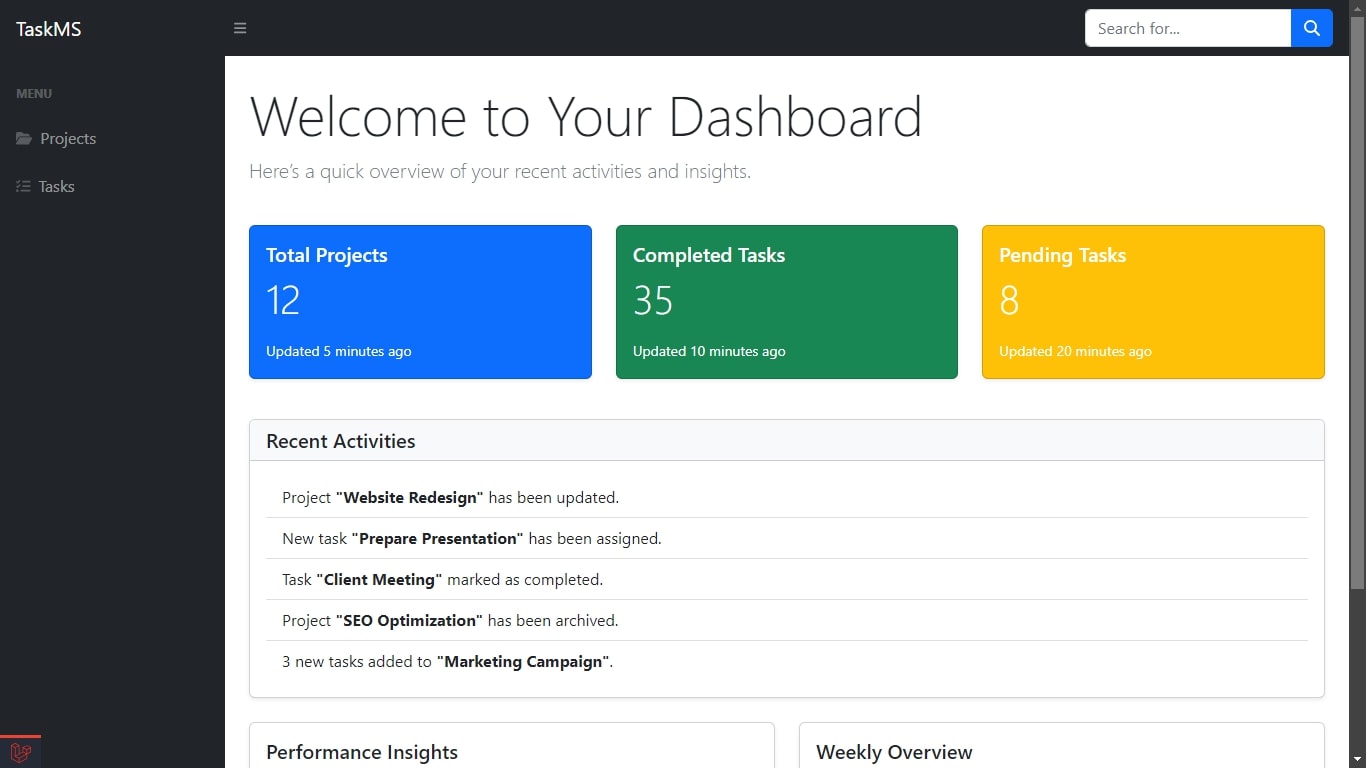 TaskMS
Search for...
MENU
Projects
Tasks
Welcome to Your Dashboard
Here’s a quick overview of your recent activities and insights.
Total Projects
12
Updated 5 minutes ago
Completed Tasks
35
Updated 10 minutes ago
Pending Tasks
8
Updated 20 minutes ago
Recent Activities
Project "Website Redesign" has been updated.
New task "Prepare Presentation" has been assigned.
Task "Client Meeting" marked as completed.
Project "SEO Optimization" has been archived.
3 new tasks added to "Marketing Campaign".
Performance Insights
Weekly Overview